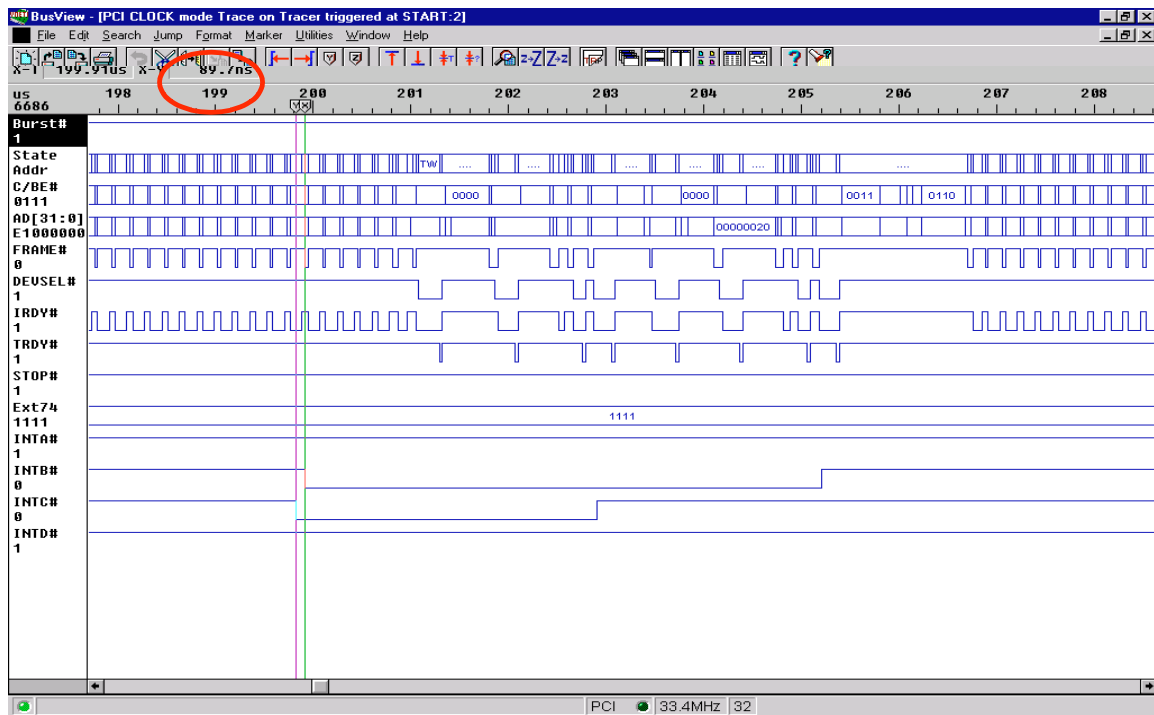 BusView - [PCI CLOCK mode Trace on Tracer triggered at START:2]
File Edit Search Jump Format Marker Utilities Window Help
X-T 199.91us X-Y 89.7ns
us 198 199 200 201 202 203 204 205 206 207 208
6686
Y X
Burst#
1
State
Addr
TW .... .... .... .... .... ....
C/BE#
0111
0000 0000 0011 0110
AD[31:0]
E1000000
00000020
FRAME#
0
DEVSEL#
1
IRDY#
1
TRDY#
1
STOP#
1
Ext74
1111
1111
INTA#
1
INTB#
0
INTC#
0
INTD#
1
PCI 33.4MHz 32